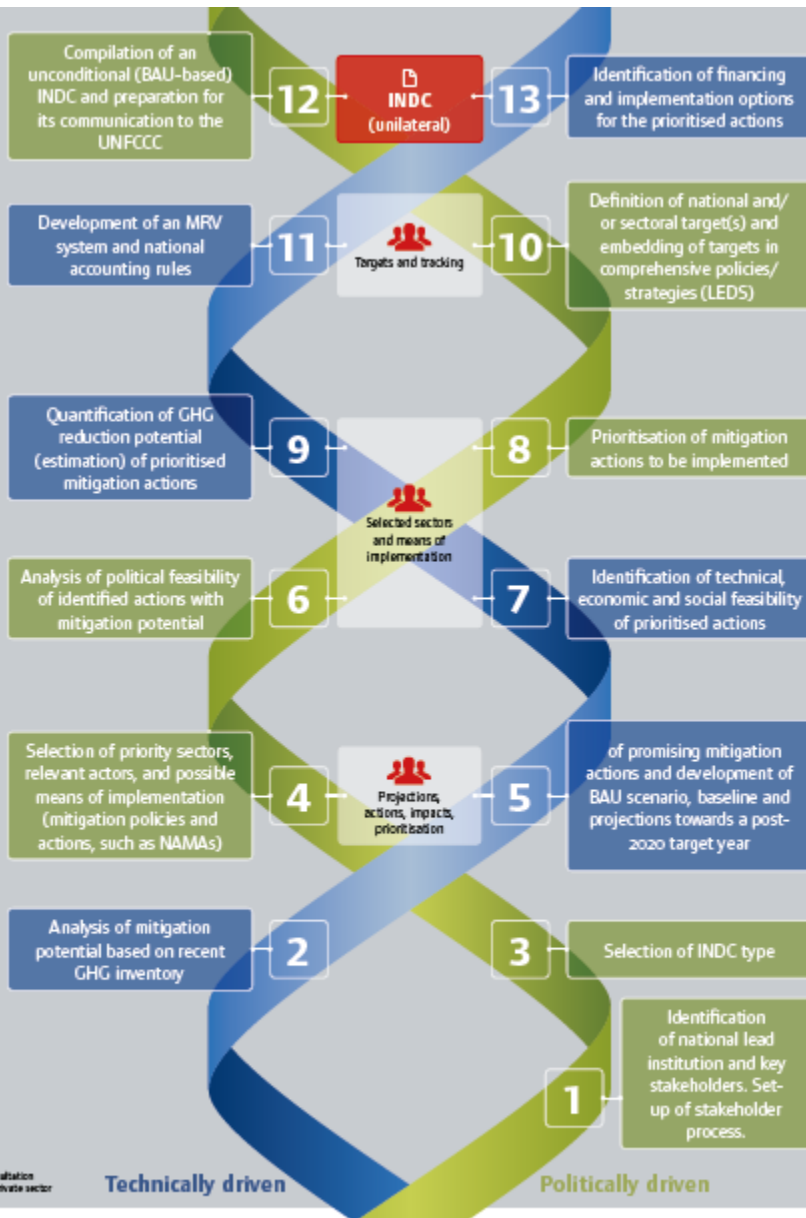 Compilation of an
unconditional (BAU-based)
INDC and preparation for
its communication to the
UNFCCC
12
INDC
(unilateral)
13
Identification of financing
and implementation options
for the prioritised actions
Development of an MRV
system and national
accounting rules
11
Targets and tracking
10
Definition of national and/
or sectoral target(s) and
embedding of targets in
comprehensive policies/
strategies (LEDS)
Quantification of GHG
reduction potential
(estimation) of prioritised
mitigation actions
9
8
Prioritisation of mitigation
actions to be implemented
Selected sectors
and means of
implementation
Analysis of political feasibility
of identified actions with
mitigation potential
6
7
Identification of technical,
economic and social feasibility
of prioritised actions
Selection of priority sectors,
relevant actors, and possible
means of implementation
(mitigation policies and
actions, such as NAMAs)
4
Projections,
actions, impacts,
prioritisation
5
of promising mitigation
actions and development of
BAU scenario, baseline and
projections towards a post-
2020 target year
Analysis of mitigation
potential based on recent
GHG inventory
2
3
Selection of INDC type
1
Identification
of national lead
institution and key
stakeholders. Set-
up of stakeholder
process.
sector
Technically driven
Politically driven